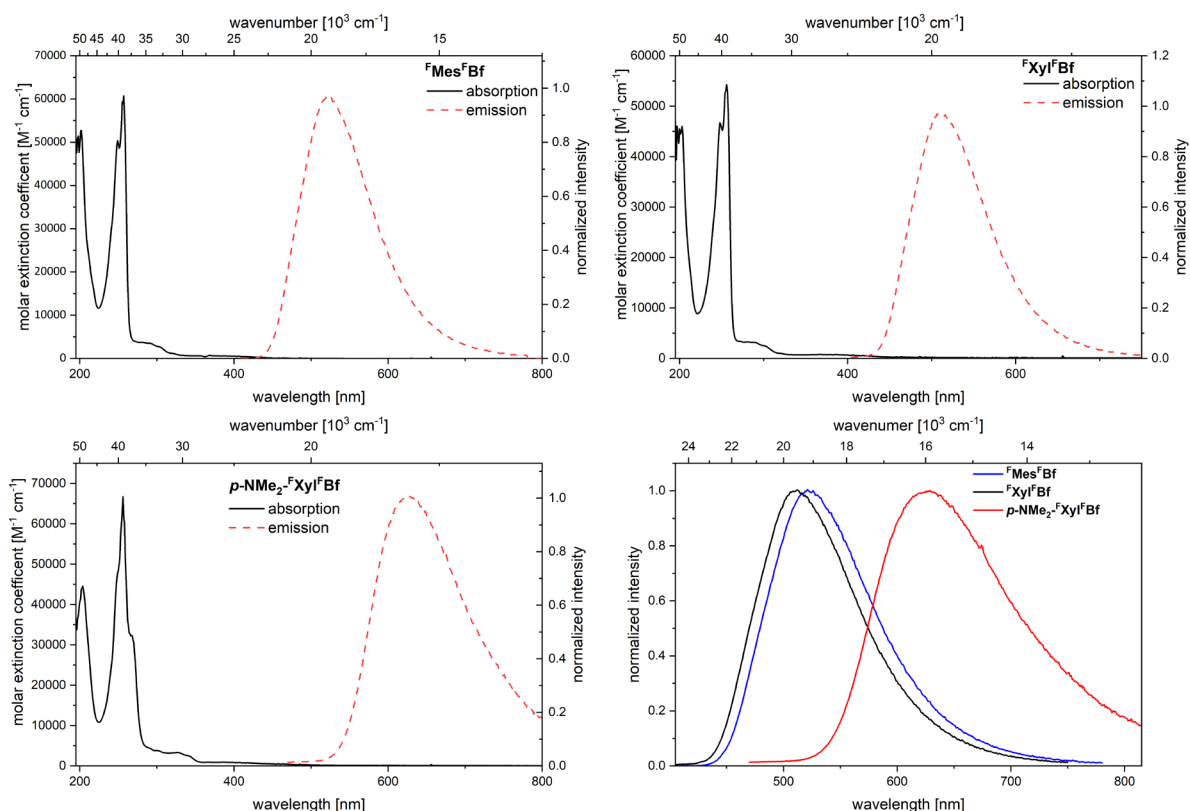 wavenumber [10³ cm⁻¹]
50 45 40 35 30 25 20 15
70000
60000
50000
40000
30000
20000
10000
0
molar extinction coefficent [M⁻¹ cm⁻¹]
ᶠMesᶠBf
absorption
emission
1.0
0.8
0.6
0.4
0.2
0.0
normalized intensity
200 400 600 800
wavelength [nm]
wavenumber [10³ cm⁻¹]
50 40 30 20
60000
50000
40000
30000
20000
10000
0
molar extinction coefficient [M⁻¹ cm⁻¹]
ᶠXylᶠBf
absorption
emission
1.2
1.0
0.8
0.6
0.4
0.2
0.0
normalized intensity
200 400 600
wavelength [nm]
wavenumber [10³ cm⁻¹]
50 40 30 20
70000
60000
50000
40000
30000
20000
10000
0
molar extinction coefficent [M⁻¹ cm⁻¹]
p-NMe₂-ᶠXylᶠBf
absorption
emission
1.0
0.8
0.6
0.4
0.2
0.0
normalized intensity
200 400 600 800
wavelength [nm]
wavenumer [10³ cm⁻¹]
24 22 20 18 16 14
1.0
0.8
0.6
0.4
0.2
0.0
normalized intensity
ᶠMesᶠBf
ᶠXylᶠBf
p-NMe₂-ᶠXylᶠBf
500 600 700 800
wavelength [nm]